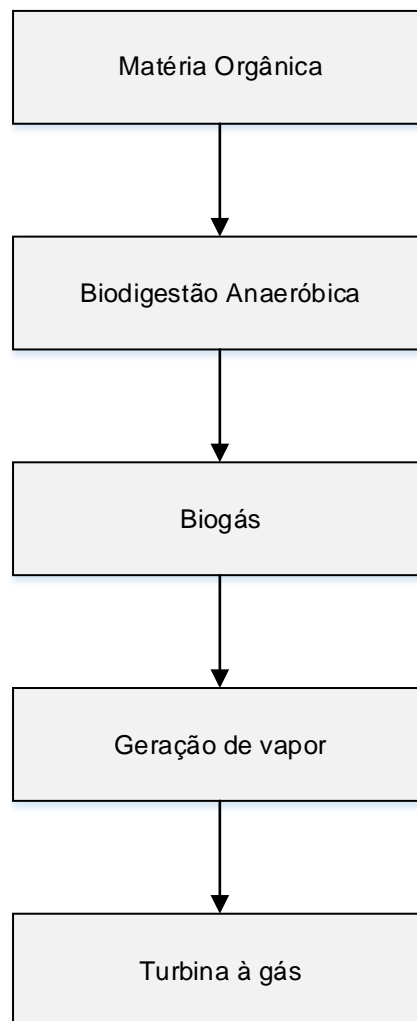 Matéria Orgânica
Biodigestão Anaeróbica
Biogás
Geração de vapor
Turbina à gás